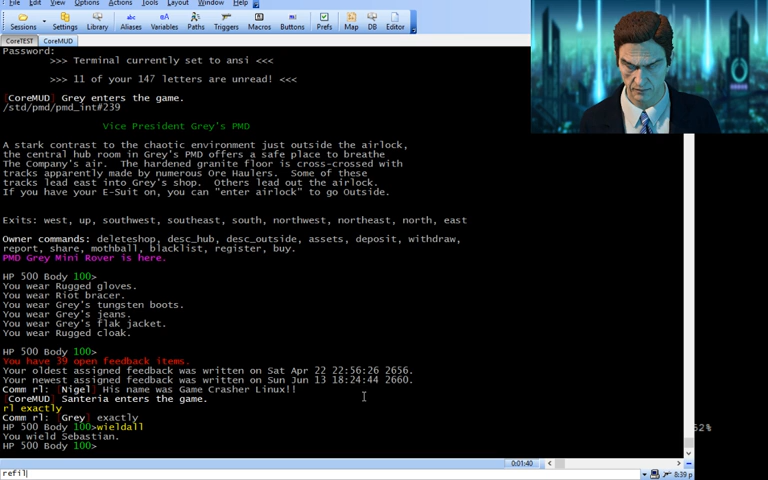 File Edit View Options Actions Tools Layout Window Help
Sessions Settings Library Aliases Variables Paths Triggers Macros Buttons Prefs Map DB Editor
CoreTEST CoreMUD
Password:
>>> Terminal currently set to ansi <<<
>>> 11 of your 147 letters are unread! <<<
[CoreMUD] Grey enters the game.
/std/pmd/pmd_int#239
Vice President Grey's PMD
A stark contrast to the chaotic environment just outside the airlock,
the central hub room in Grey's PMD offers a safe place to breathe
The Company's air.  The hardened granite floor is cross-crossed with
tracks apparently made by numerous Ore Haulers.  Some of these
tracks lead east into Grey's shop.  Others lead out the airlock.
If you have your E-Suit on, you can "enter airlock" to go Outside.
Exits: west, up, southwest, southeast, south, northwest, northeast, north, east
Owner commands: deleteshop, desc_hub, desc_outside, assets, deposit, withdraw,
report, share, mothball, blacklist, register, buy.
PMD Grey Mini Rover is here.
HP 500 Body 100>
You wear Rugged gloves.
You wear Riot bracer.
You wear Grey's tungsten boots.
You wear Grey's jeans.
You wear Grey's flak jacket.
You wear Rugged cloak.
HP 500 Body 100>
You have 39 open feedback items.
Your oldest assigned feedback was written on Sat Apr 22 22:56:26 2656.
Your newest assigned feedback was written on Sun Jun 13 18:24:44 2660.
Comm rl: [Nigel] His name was Game Crasher Linux!!
[CoreMUD] Santeria enters the game.
rl exactly
Comm rl: [Grey] exactly
HP 500 Body 100>wieldall
You wield Sebastian.
HP 500 Body 100>
52%
0:01:40
refil
8:39 p